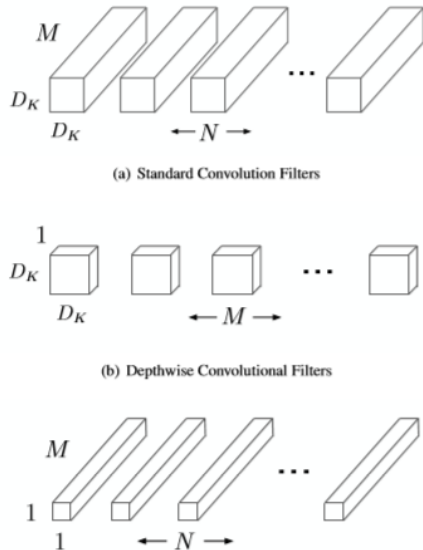 M
D_K
D_K
N
...
(a) Standard Convolution Filters
1
D_K
D_K
M
...
(b) Depthwise Convolutional Filters
M
1
1
N
...